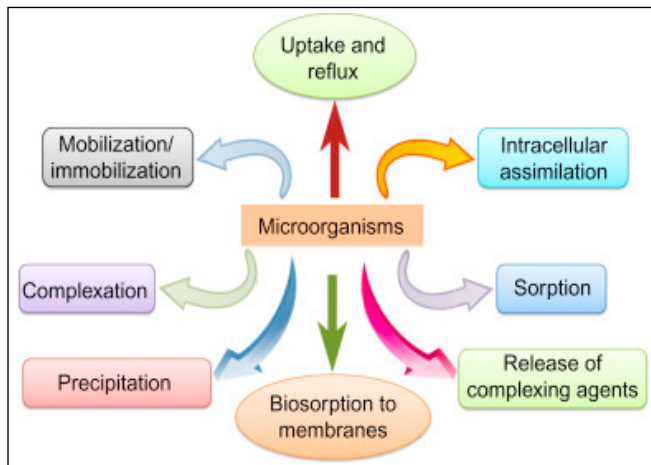 Uptake and
reflux
Mobilization/
immobilization
Intracellular
assimilation
Microorganisms
Complexation
Sorption
Precipitation
Release of
complexing agents
Biosorption to
membranes